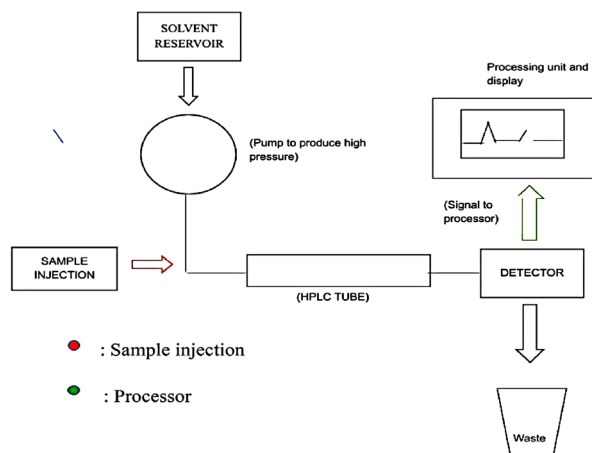 SOLVENT
RESERVOIR
Processing unit and
display
(Pump to produce high
pressure)
(Signal to
processor)
SAMPLE
INJECTION
(HPLC TUBE)
DETECTOR
: Sample injection
: Processor
Waste